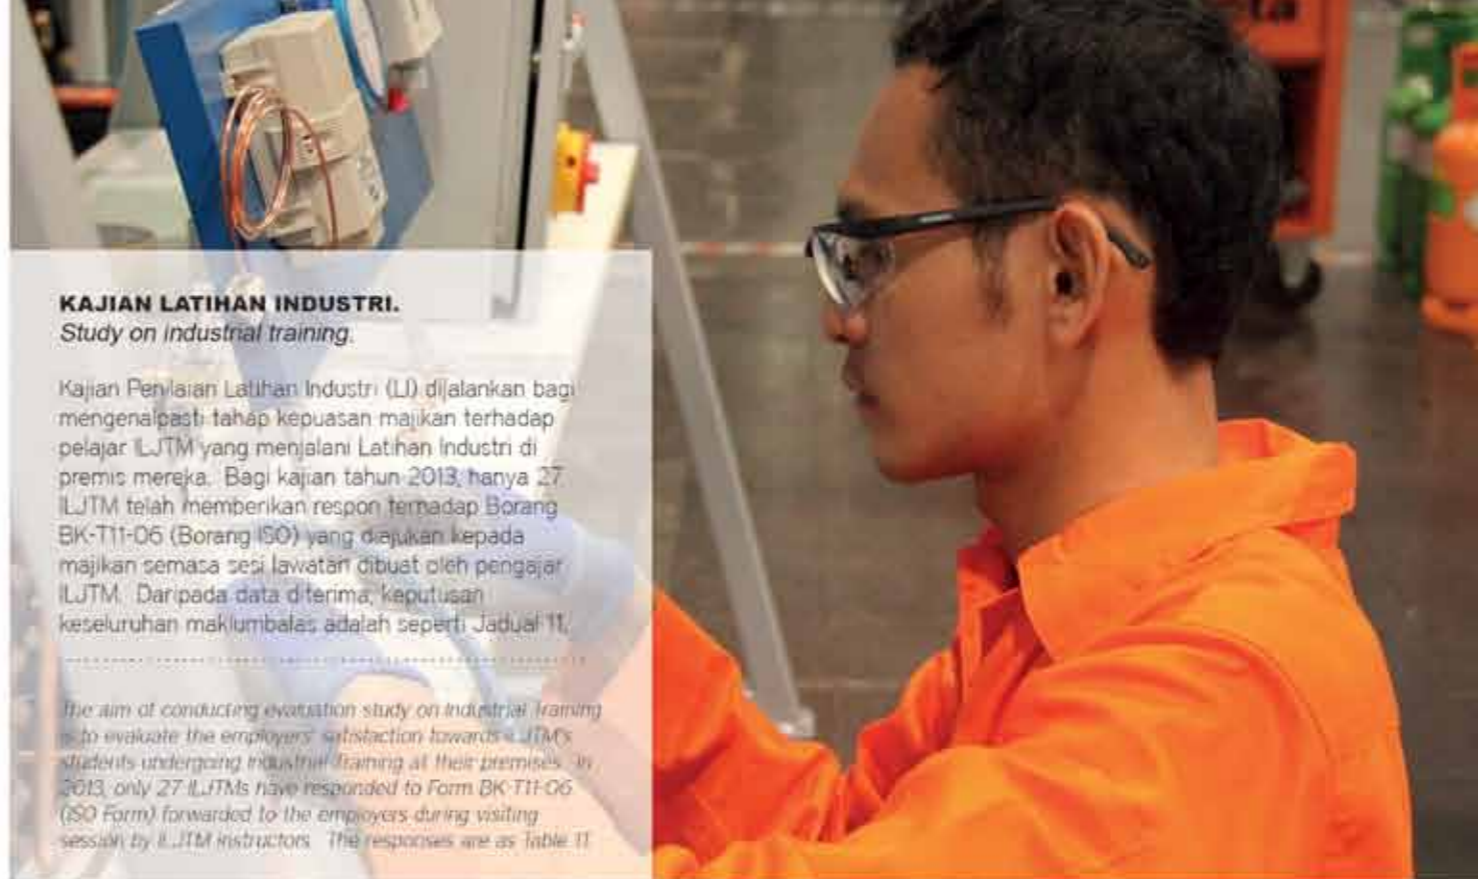 KAJIAN LATIHAN INDUSTRI.
Study on industrial training.
Kajian Penilaian Latihan Industri (LI) dijalankan bagi
mengenalpasti tahap kepuasan majikan terhadap
pelajar ILJTM yang menjalani Latihan Industri di
premis mereka. Bagi kajian tahun 2013, hanya 27
ILJTM telah memberikan respon terhadap Borang
BK-T11-06 (Borang ISO) yang diajukan kepada
majikan semasa sesi lawatan dibuat oleh pengajar
ILJTM. Daripada data diterima, keputusan
keseluruhan maklumbalas adalah seperti Jadual 11.
The aim of conducting evaluation study on Industrial Training
is to evaluate the employers' satisfaction towards ILJTM's
students undergoing Industrial Training at their premises. In
2013, only 27 ILJTMs have responded to Form BK-T11-06
(ISO Form) forwarded to the employers during visiting
session by ILJTM instructors. The responses are as Table 11.